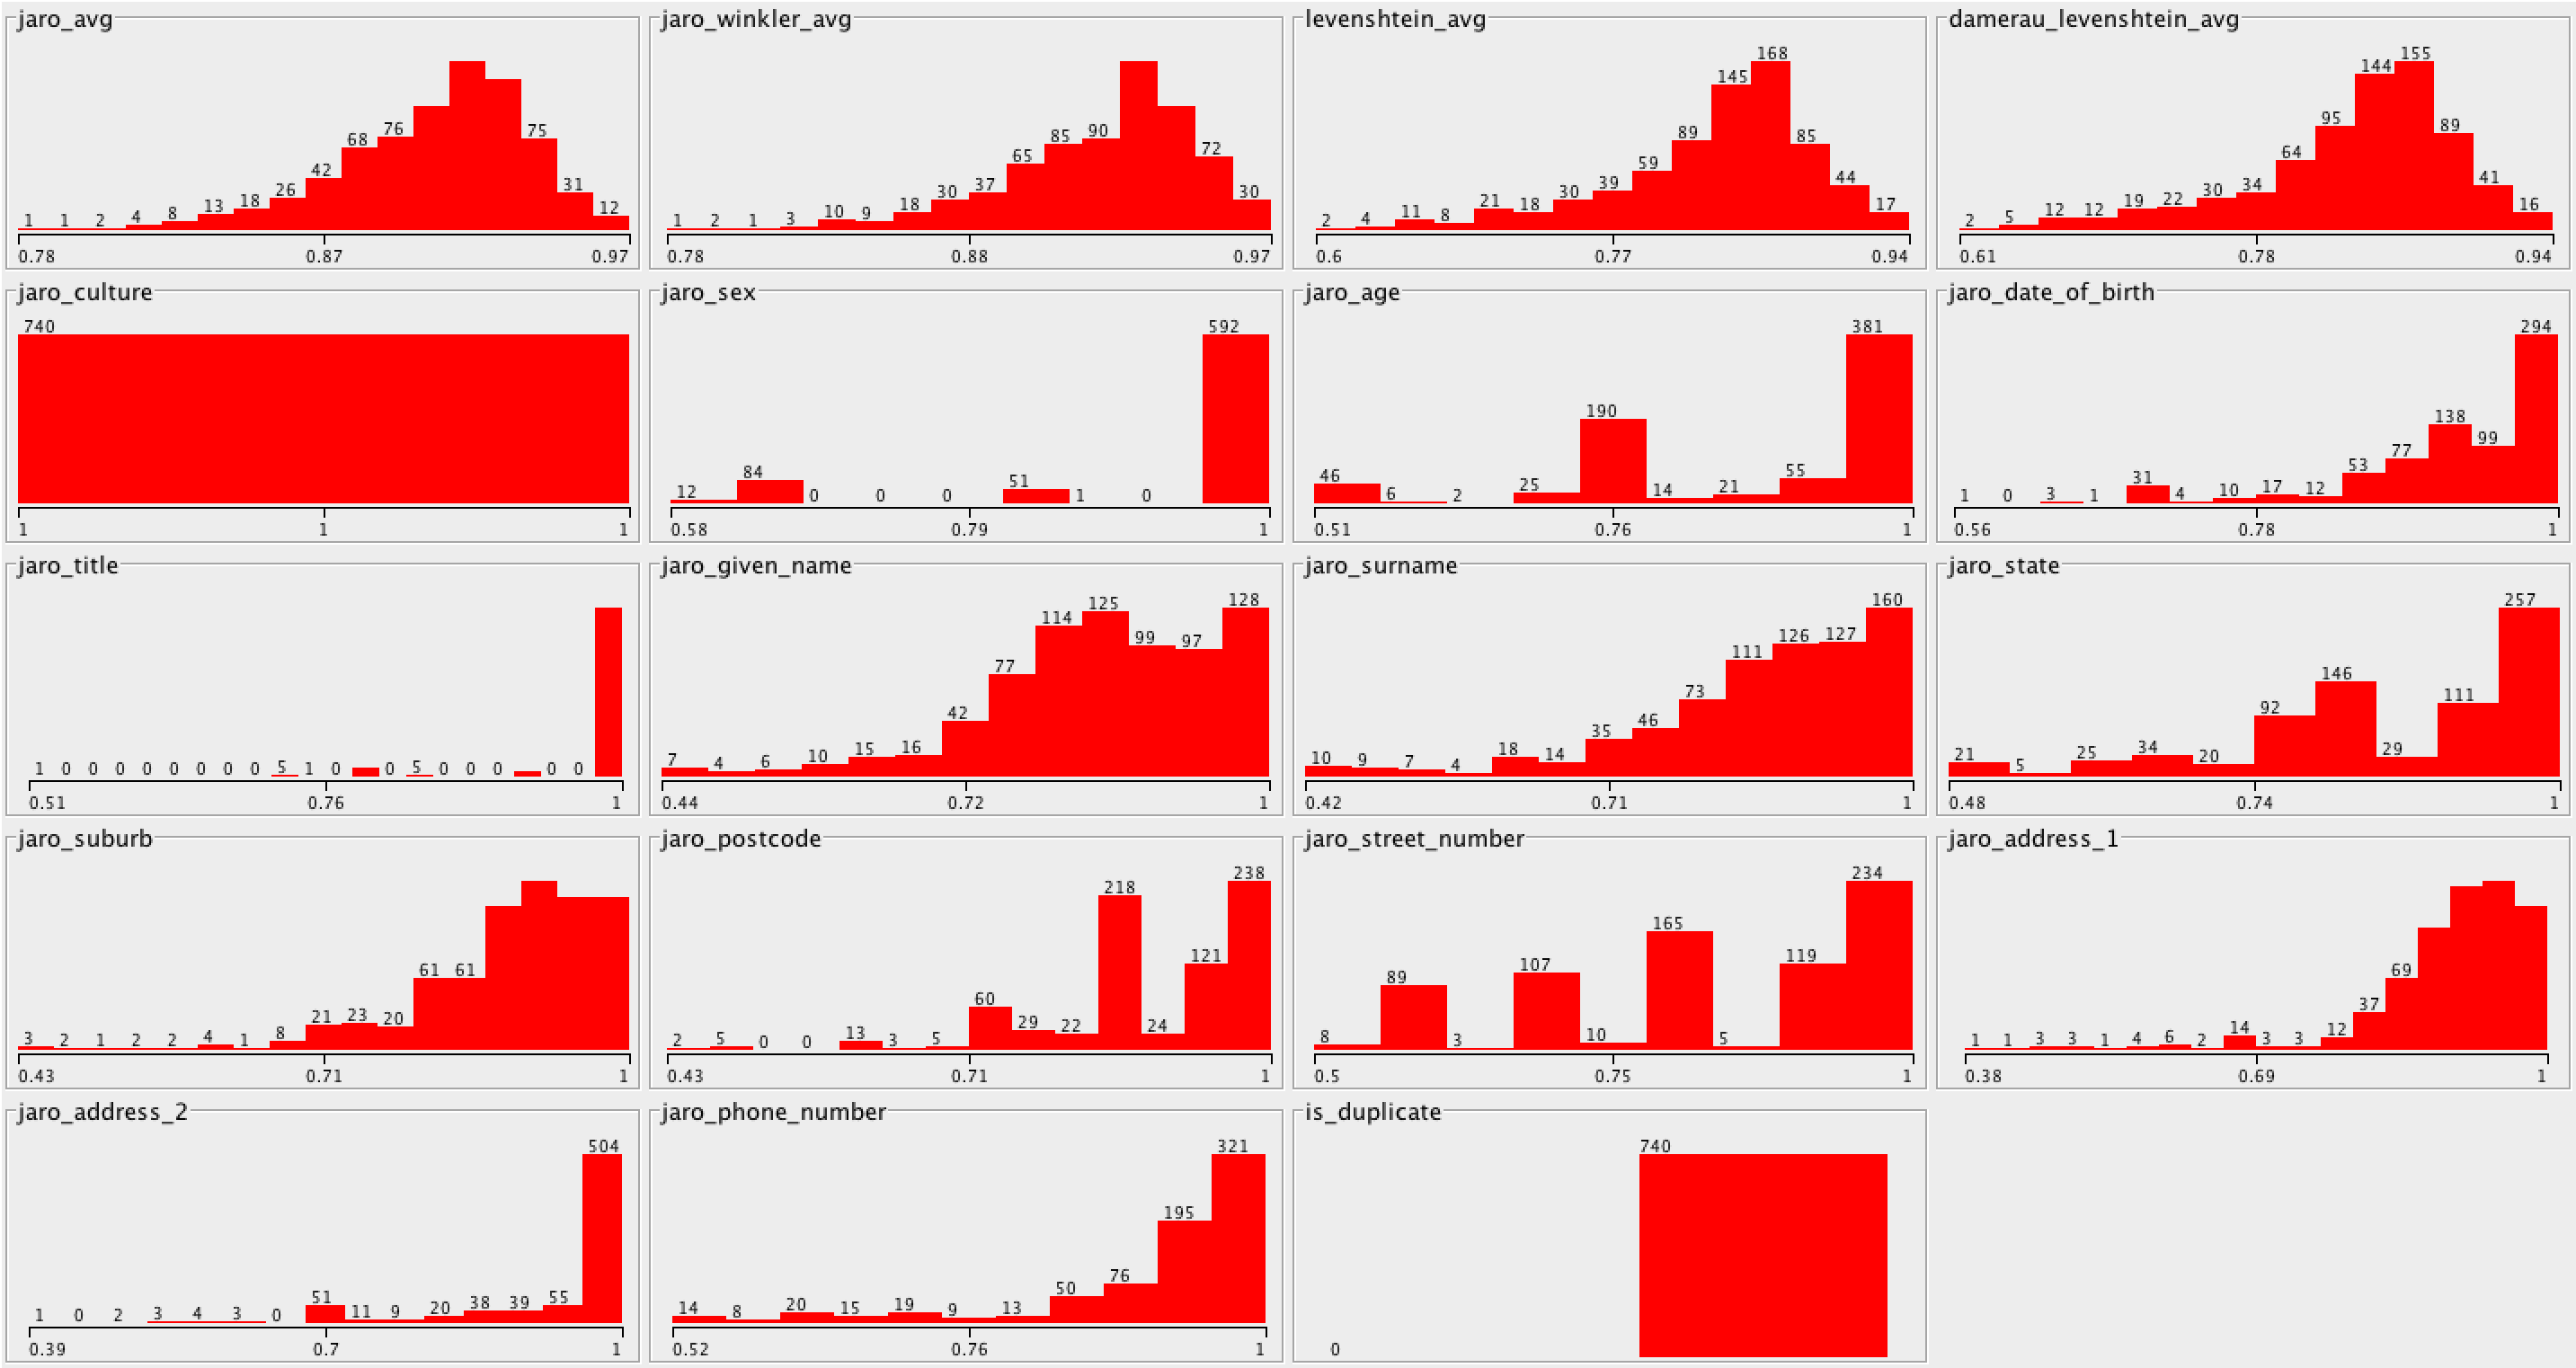 jaro_avg
1 1 2 4 8 13 18 26 42 68 76 75 31 12
0.78 0.87 0.97
jaro_winkler_avg
1 2 1 3 10 9 18 30 37 65 85 90 72 30
0.78 0.88 0.97
levenshtein_avg
2 4 11 8 21 18 30 39 59 89 145 168 85 44 17
0.6 0.77 0.94
damerau_levenshtein_avg
2 5 12 12 19 22 30 34 64 95 144 155 89 41 16
0.61 0.78 0.94
jaro_culture
740
1 1 1
jaro_sex
12 84 0 0 0 51 1 0 592
0.58 0.79 1
jaro_age
46 6 2 25 190 14 21 55 381
0.51 0.76 1
jaro_date_of_birth
1 0 3 1 31 4 10 17 12 53 77 138 99 294
0.56 0.78 1
jaro_title
1 0 0 0 0 0 0 0 0 5 1 0 0 5 0 0 0 0 0
0.51 0.76 1
jaro_given_name
7 4 6 10 15 16 42 77 114 125 99 97 128
0.44 0.72 1
jaro_surname
10 9 7 4 18 14 35 46 73 111 126 127 160
0.42 0.71 1
jaro_state
21 5 25 34 20 92 146 29 111 257
0.48 0.74 1
jaro_suburb
3 2 1 2 2 4 1 8 21 23 20 61 61
0.43 0.71 1
jaro_postcode
2 5 0 0 13 3 5 60 29 22 218 24 121 238
0.43 0.71 1
jaro_street_number
8 89 3 107 10 165 5 119 234
0.5 0.75 1
jaro_address_1
1 1 3 3 1 4 6 2 14 3 3 12 37 69
0.38 0.69 1
jaro_address_2
1 0 2 3 4 3 0 51 11 9 20 38 39 55 504
0.39 0.7 1
jaro_phone_number
14 8 20 15 19 9 13 50 76 195 321
0.52 0.76 1
is_duplicate
0 740